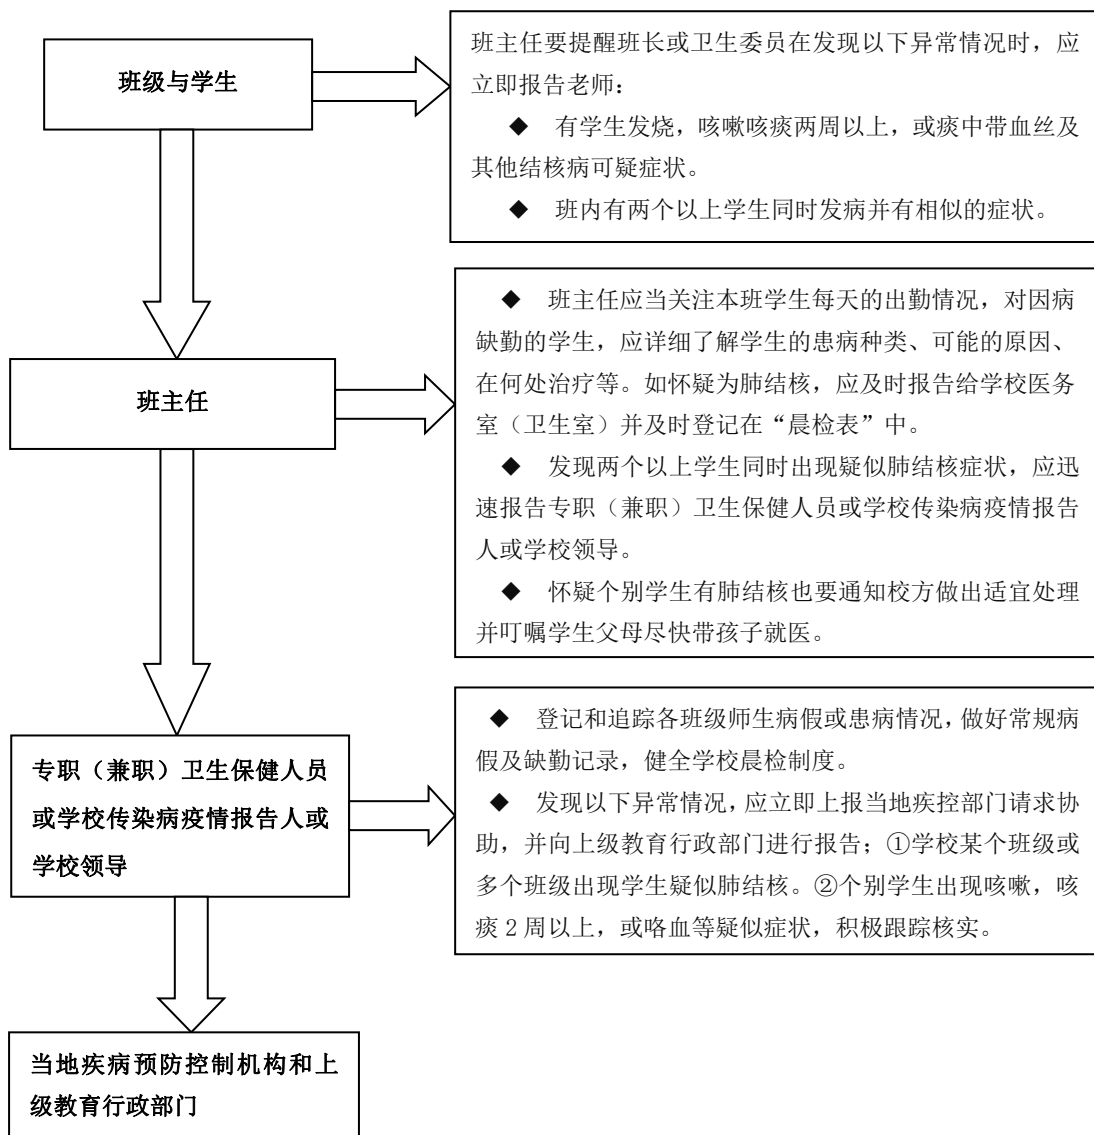 班级与学生
班主任要提醒班长或卫生委员在发现以下异常情况时，应
立即报告老师：
◆ 有学生发烧，咳嗽咳痰两周以上，或痰中带血丝及
其他结核病可疑症状。
◆ 班内有两个以上学生同时发病并有相似的症状。
班主任
◆ 班主任应当关注本班学生每天的出勤情况，对因病
缺勤的学生，应详细了解学生的患病种类、可能的原因、
在何处治疗等。如怀疑为肺结核，应及时报告给学校医务
室（卫生室）并及时登记在“晨检表”中。
◆ 发现两个以上学生同时出现疑似肺结核症状，应迅
速报告专职（兼职）卫生保健人员或学校传染病疫情报告
人或学校领导。
◆ 怀疑个别学生有肺结核也要通知校方做出适宜处理
并叮嘱学生父母尽快带孩子就医。
专职（兼职）卫生保健人员
或学校传染病疫情报告人或
学校领导
◆ 登记和追踪各班级师生病假或患病情况，做好常规病
假及缺勤记录，健全学校晨检制度。
◆ 发现以下异常情况，应立即上报当地疾控部门请求协
助，并向上级教育行政部门进行报告；①学校某个班级或
多个班级出现学生疑似肺结核。②个别学生出现咳嗽，咳
痰 2 周以上，或咯血等疑似症状，积极跟踪核实。
当地疾病预防控制机构和上
级教育行政部门